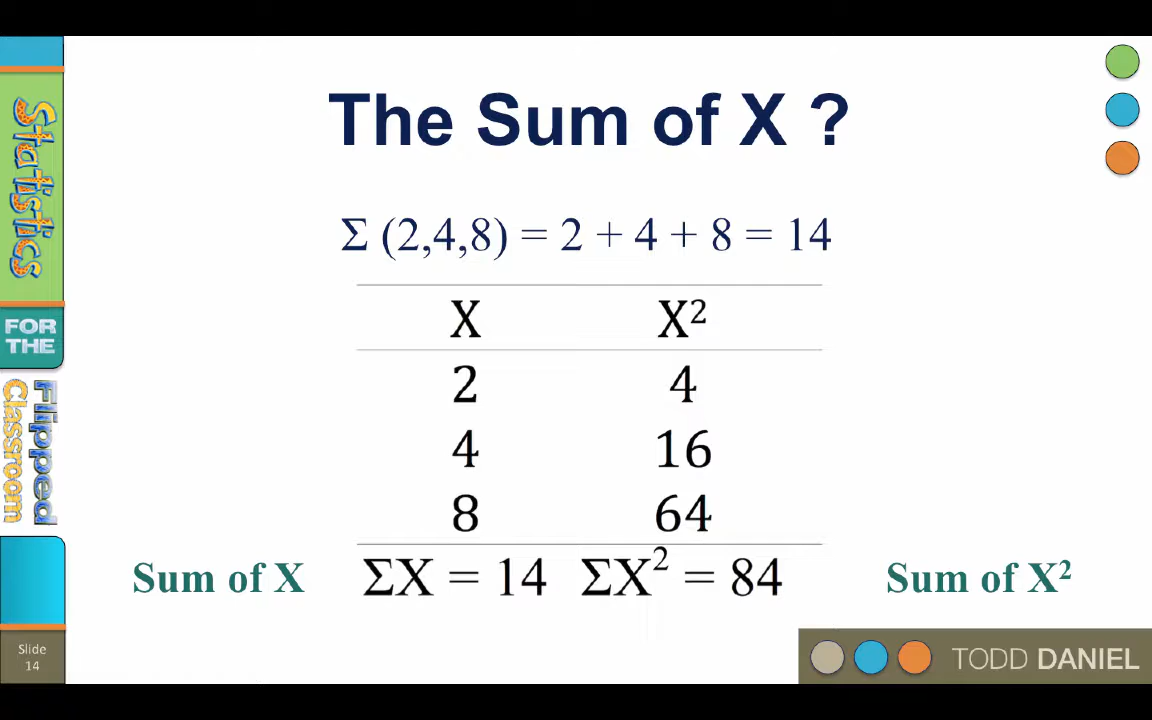 The Sum of X ?
Σ (2,4,8) = 2 + 4 + 8 = 14
X X²
2 4
4 16
8 64
Sum of X ΣX = 14 ΣX² = 84 Sum of X²
Statistics
FOR
THE
Flipped
Classroom
Slide
14
TODD DANIEL